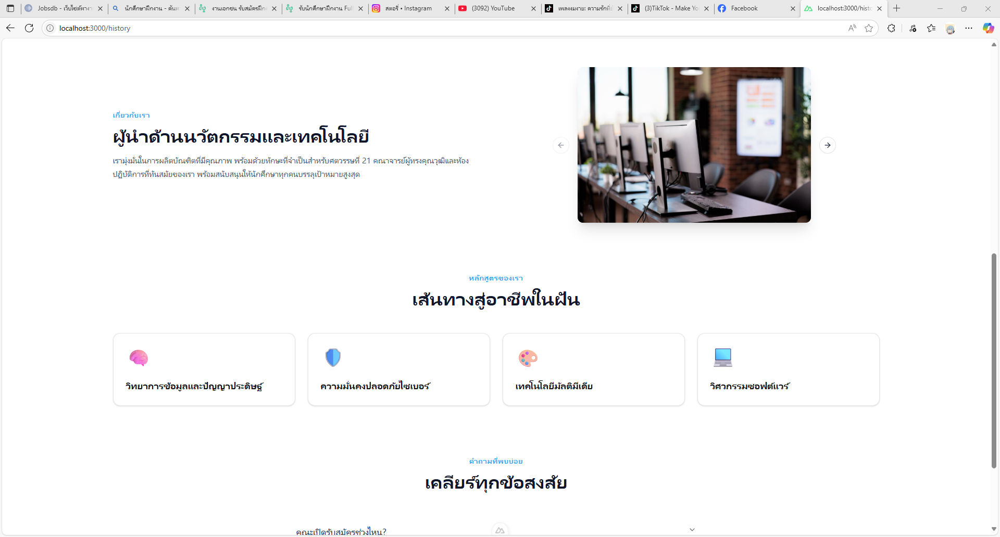 Jobsdb - เว็บไซต์หางา
นักศึกษาฝึกงาน - ค้นห
งานเอกชน รับสมัครฝึกง
รับนักศึกษาฝึกงาน Full
สตอรี่ • Instagram
(3092) YouTube
เพลงงมงาย: ความรักที่ย
(3)TikTok - Make Yo
Facebook
localhost:3000/histo
localhost:3000/history
เกี่ยวกับเรา
ผู้นำด้านนวัตกรรมและเทคโนโลยี
เรามุ่งมั่นในการผลิตบัณฑิตที่มีคุณภาพ พร้อมด้วยทักษะที่จำเป็นสำหรับศตวรรษที่ 21 คณาจารย์ผู้ทรงคุณวุฒิและห้อง
ปฏิบัติการที่ทันสมัยของเรา พร้อมสนับสนุนให้นักศึกษาทุกคนบรรลุเป้าหมายสูงสุด
หลักสูตรของเรา
เส้นทางสู่อาชีพในฝัน
วิทยาการข้อมูลและปัญญาประดิษฐ์
ความมั่นคงปลอดภัยไซเบอร์
เทคโนโลยีมัลติมีเดีย
วิศวกรรมซอฟต์แวร์
คำถามที่พบบ่อย
เคลียร์ทุกข้อสงสัย
คณะเปิดรับสมัครช่วงไหน?